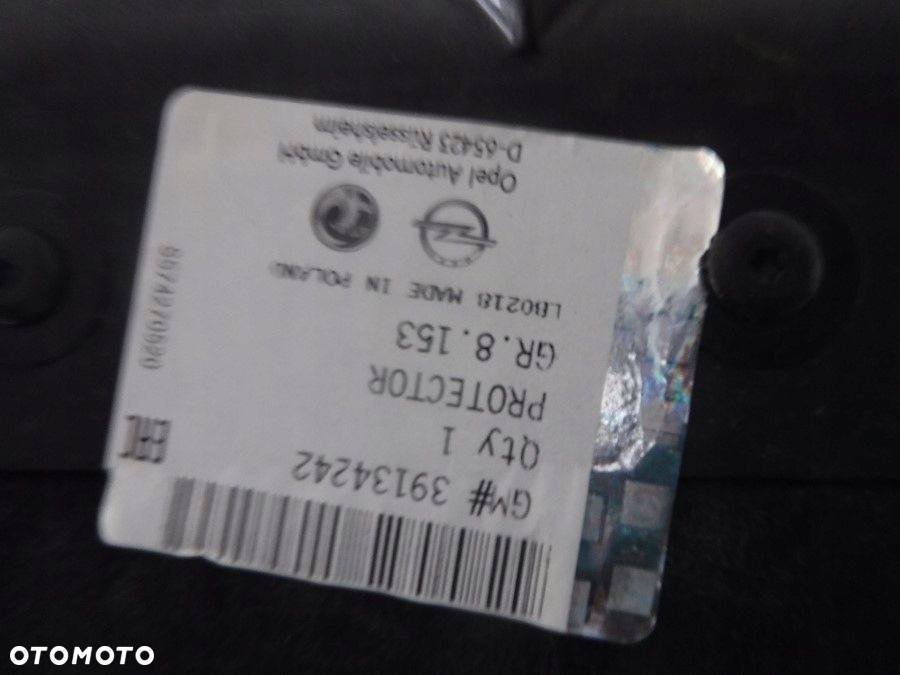 GM# 39134242
Qty 1
PROTECTOR
GR.8.153
LB0218 MADE IN POLAND
Opel Automobile GmbH
D-65423 Rüsselsheim
EAC
OTOMOTO